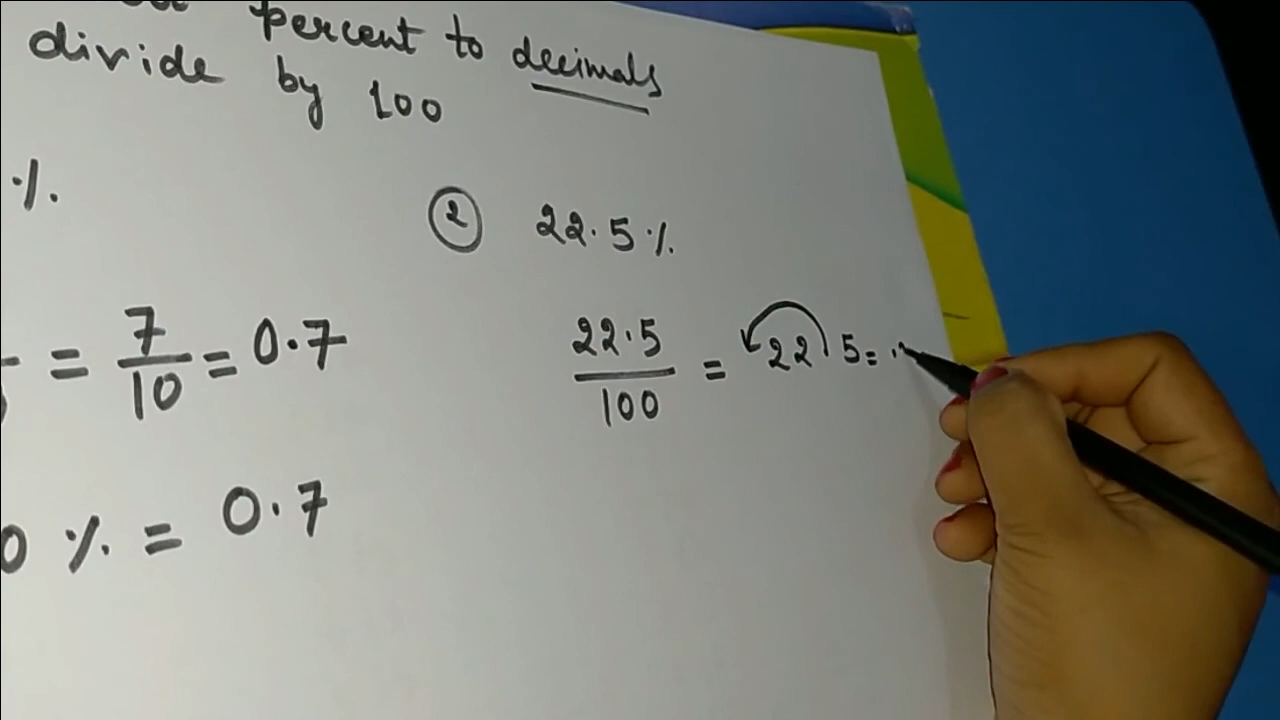 percent to decimals
divide by 100
%
② 22.5%
= 7/10 = 0.7
22.5/100 = 22 5 = .
0 % = 0.7